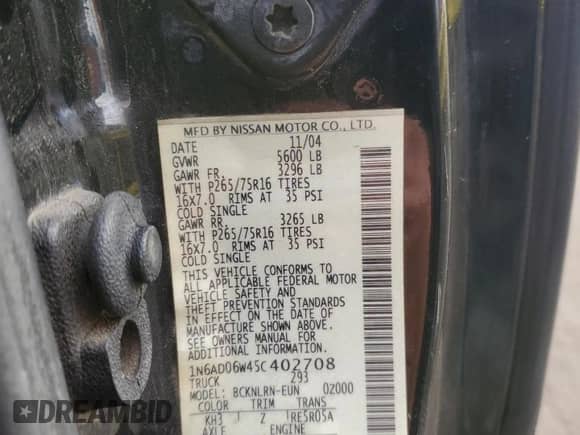 MFD BY NISSAN MOTOR CO., LTD.
11/04
GVWR 5600 LB
GAWR FR. 3296 LB
WITH P265/75R16 TIRES
16X7.0 RIMS AT 35 PSI
COLD SINGLE
GAWR RR. 3265 LB
WITH P265/75R16 TIRES
16X7.0 RIMS AT 35 PSI
COLD SINGLE
THIS VEHICLE CONFORMS TO
ALL APPLICABLE FEDERAL MOTOR
VEHICLE SAFETY AND
THEFT PREVENTION STANDARDS
IN EFFECT ON THE DATE OF
MANUFACTURE SHOWN ABOVE.
SEE OWNERS MANUAL FOR
ADDITIONAL INFORMATION
1N6AD06W45C402708
TRUCK Z93
MODEL: BCKNLRN-EUN 0Z000
COLOR TRIM TRANS
KH3 Z RE5R05A
AXLE ENGINE
DREAMBID